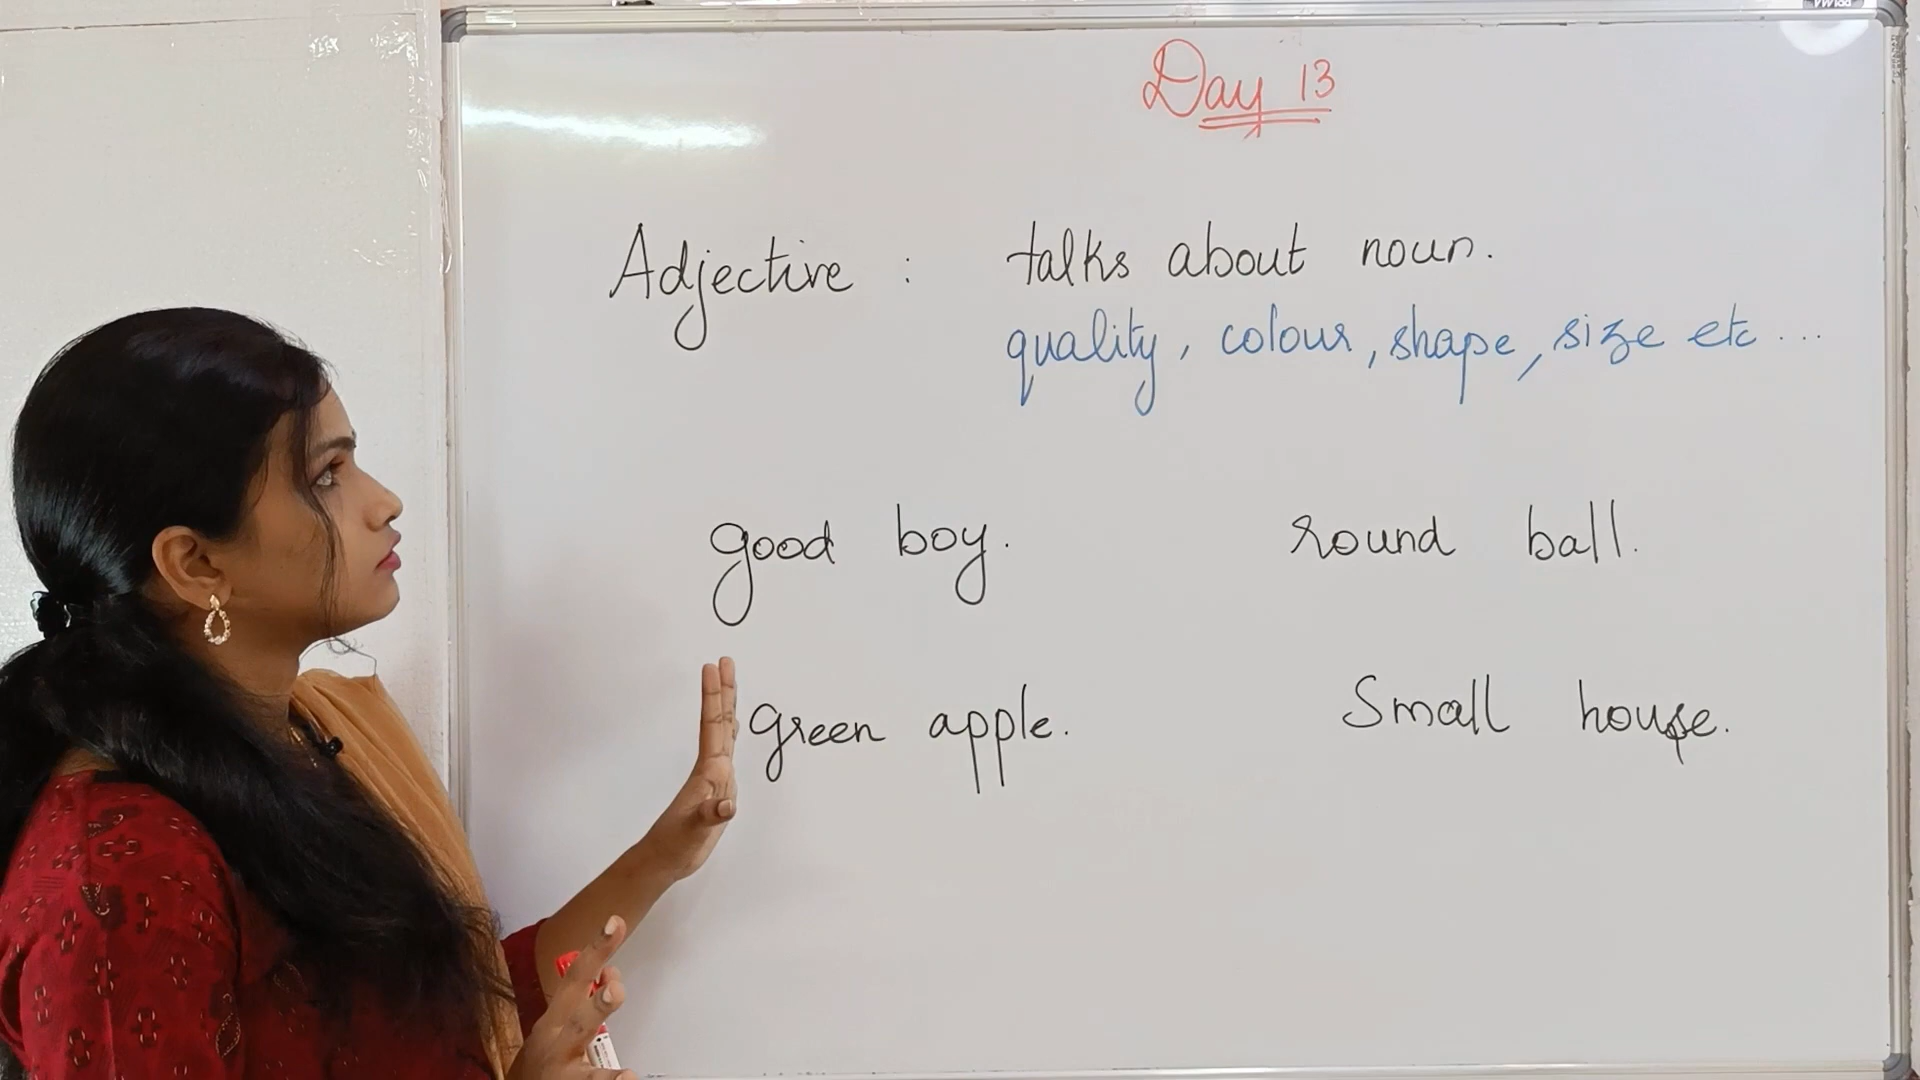 Day 13
Adjective : talks about noun.
quality, colour, shape, size etc...
good boy. round ball.
green apple. Small house.